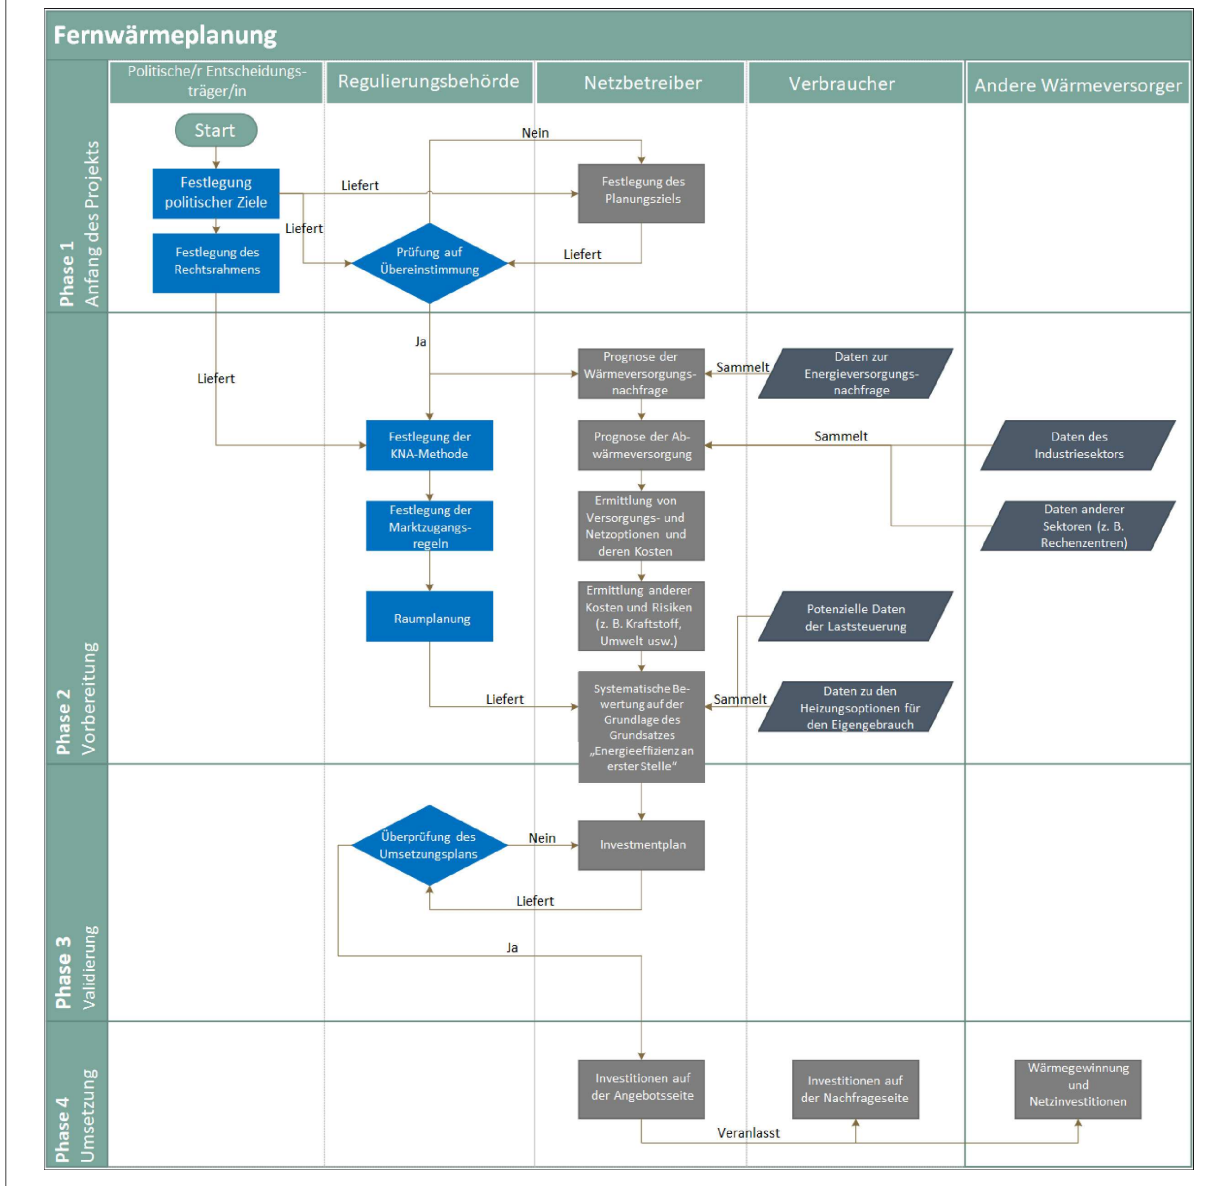 Fernwärmeplanung
Politische/r Entscheidungs-
träger/in
Regulierungsbehörde
Netzbetreiber
Verbraucher
Andere Wärmeversorger
Phase 1
Anfang des Projekts
Start
Nein
Festlegung
politischer Ziele
Liefert
Festlegung des
Planungsziels
Liefert
Festlegung des
Rechtsrahmens
Prüfung auf
Übereinstimmung
Liefert
Phase 2
Vorbereitung
Ja
Liefert
Prognose der
Wärmeversorgungs-
nachfrage
Sammelt
Daten zur
Energieversorgungs-
nachfrage
Festlegung der
KNA-Methode
Prognose der Ab-
wärmeversorgung
Sammelt
Daten des
Industriesektors
Festlegung der
Marktzugangs-
regeln
Ermittlung von
Versorgungs- und
Netzoptionen und
deren Kosten
Daten anderer
Sektoren (z. B.
Rechenzentren)
Raumplanung
Ermittlung anderer
Kosten und Risiken
(z. B. Kraftstoff,
Umwelt usw.)
Potenzielle Daten
der Laststeuerung
Liefert
Systematische Be-
wertung auf der
Grundlage des
Grundsatzes
„Energieeffizienz an
erster Stelle“
Sammelt
Daten zu den
Heizungsoptionen für
den Eigengebrauch
Phase 3
Validierung
Überprüfung des
Umsetzungsplans
Nein
Investmentplan
Liefert
Ja
Phase 4
Umsetzung
Investitionen auf
der Angebotsseite
Investitionen auf
der Nachfrageseite
Wärmegewinnung
und
Netzinvestitionen
Veranlasst